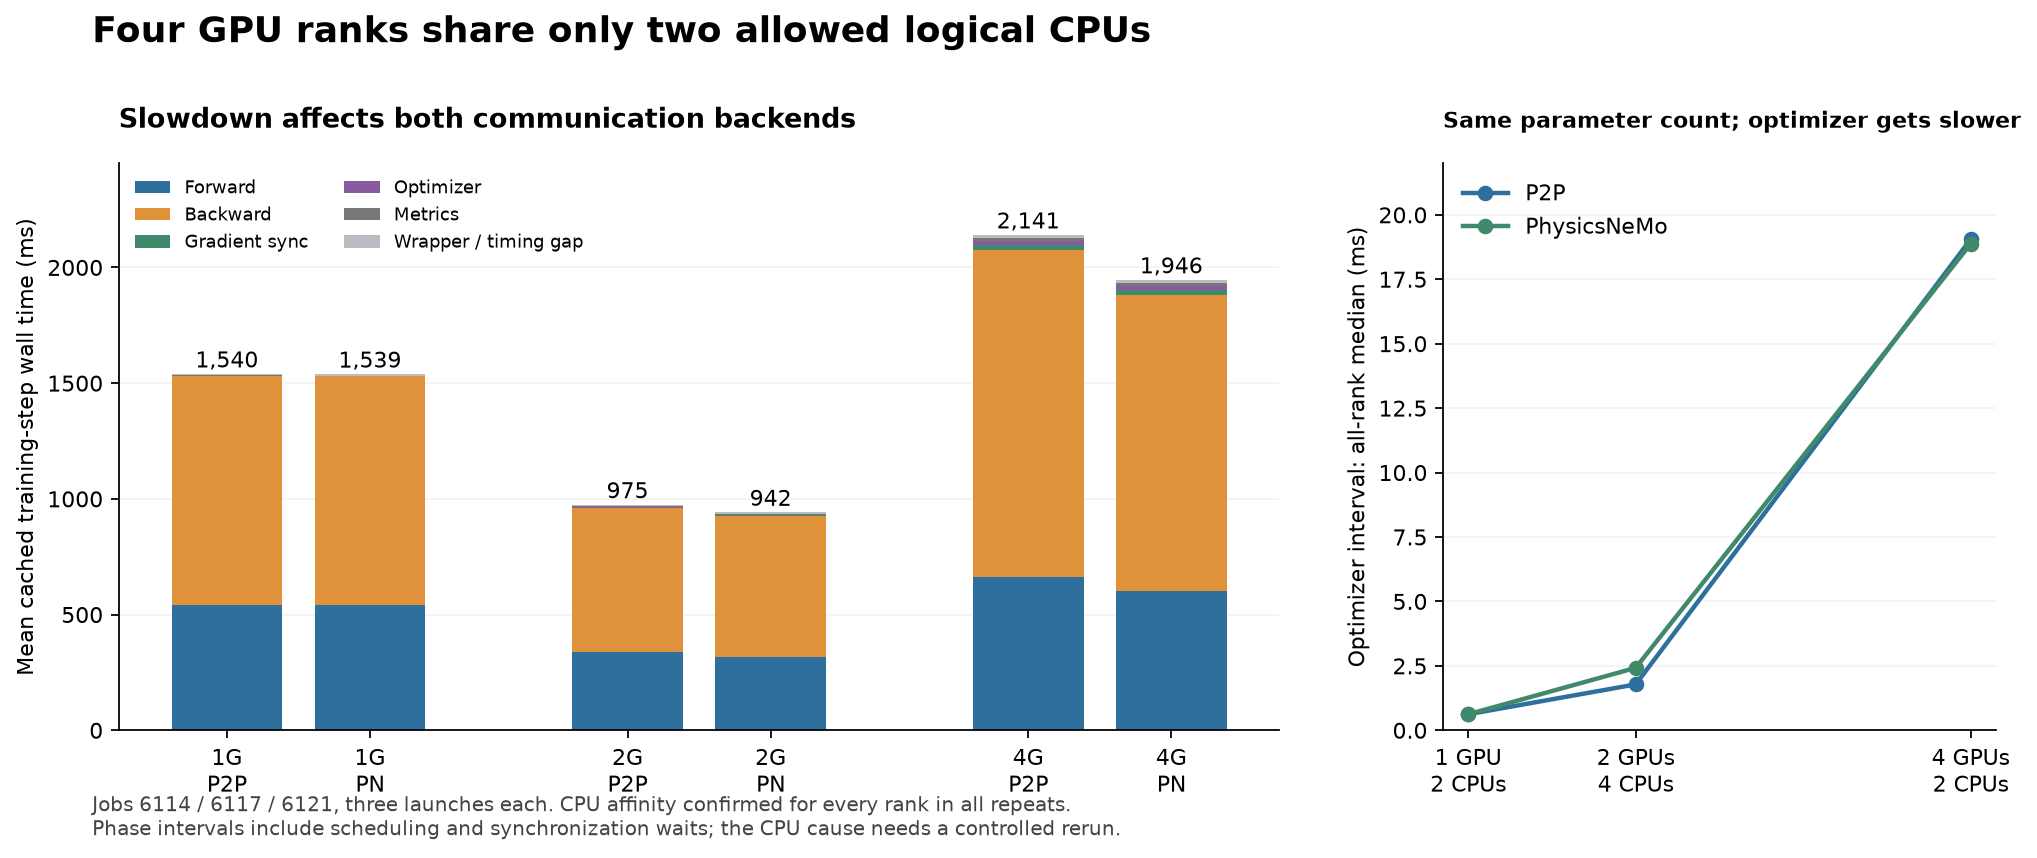 Four GPU ranks share only two allowed logical CPUs
Slowdown affects both communication backends
Mean cached training-step wall time (ms)
2000
1500
1000
500
0
Forward
Backward
Gradient sync
Optimizer
Metrics
Wrapper / timing gap
1,540
1,539
975
942
2,141
1,946
1G
P2P
1G
PN
2G
P2P
2G
PN
4G
P2P
4G
PN
Same parameter count; optimizer gets slower
Optimizer interval: all-rank median (ms)
20.0
17.5
15.0
12.5
10.0
7.5
5.0
2.5
0.0
P2P
PhysicsNeMo
1 GPU
2 CPUs
2 GPUs
4 CPUs
4 GPUs
2 CPUs
Jobs 6114 / 6117 / 6121, three launches each. CPU affinity confirmed for every rank in all repeats.
Phase intervals include scheduling and synchronization waits; the CPU cause needs a controlled rerun.